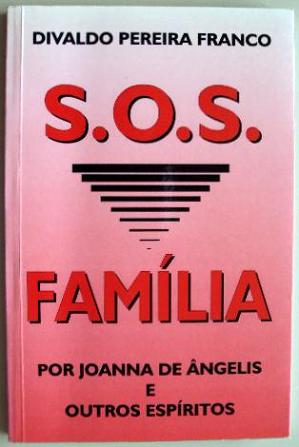 DIVALDO PEREIRA FRANCO
S.O.S.
FAMÍLIA
POR JOANNA DE ÂNGELIS
E
OUTROS ESPÍRITOS